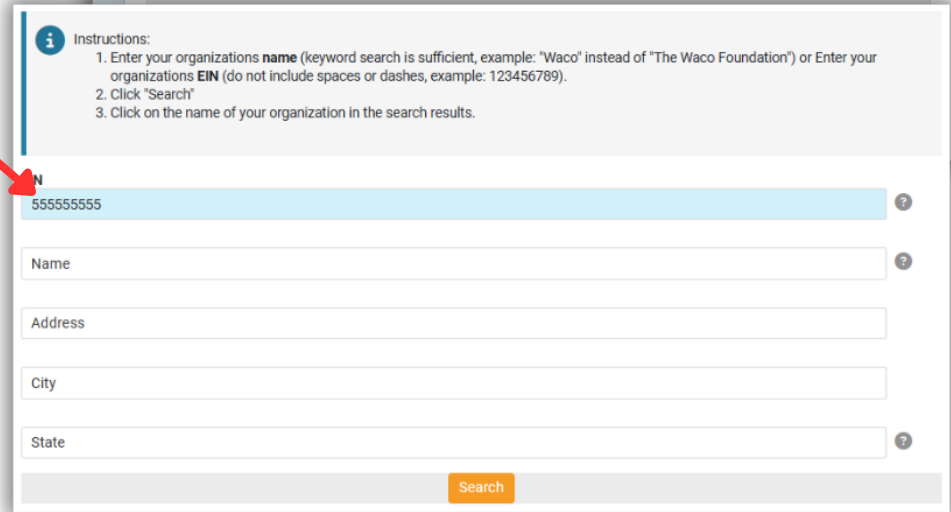 i
Instructions:
1. Enter your organizations name (keyword search is sufficient, example: "Waco" instead of "The Waco Foundation") or Enter your
organizations EIN (do not include spaces or dashes, example: 123456789).
2. Click "Search"
3. Click on the name of your organization in the search results.
N
555555555
?
Name
?
Address
City
State
?
Search